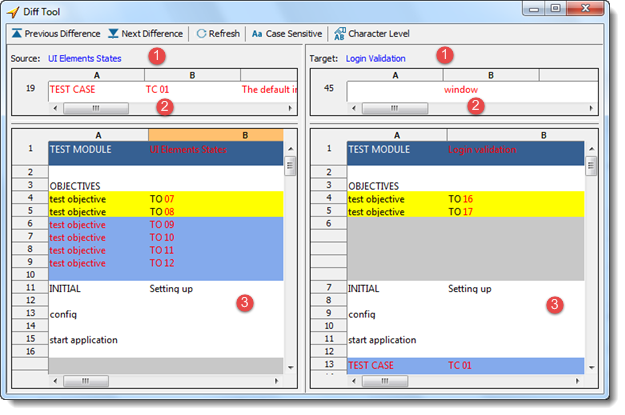 Diff Tool
Previous Difference Next Difference Refresh Aa Case Sensitive AB Character Level
Source: UI Elements States 1
A B
19 TEST CASE TC 01 The default in
2
A B
1 TEST MODULE UI Elements States
2
3 OBJECTIVES
4 test objective TO 07
5 test objective TO 08
6 test objective TO 09
7 test objective TO 10
8 test objective TO 11
9 test objective TO 12
10
11 INITIAL Setting up
12 3
13 config
14
15 start application
16
Target: Login Validation 1
A B
45 window
2
A B
1 TEST MODULE Login validation
2
3 OBJECTIVES
4 test objective TO 16
5 test objective TO 17
6
7 INITIAL Setting up
8 3
9 config
10
11 start application
12
13 TEST CASE TC 01